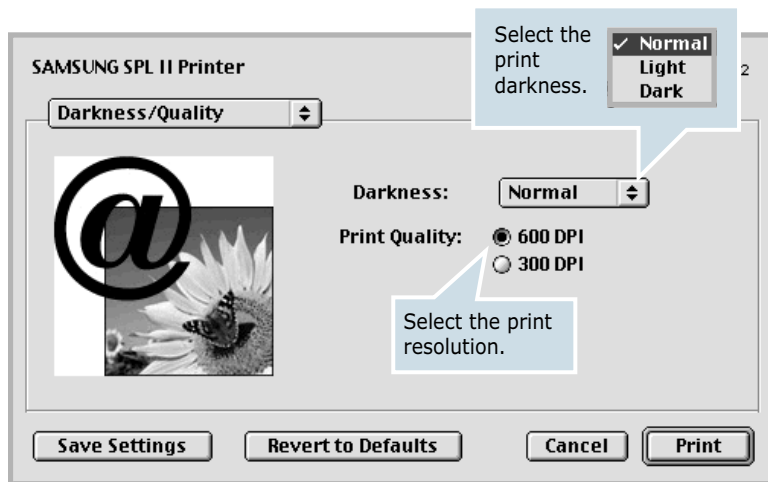 Select the
print
darkness.
✓ Normal
Light
Dark
SAMSUNG SPL II Printer
2
Darkness/Quality
@
Darkness:
Normal
Print Quality:
600 DPI
300 DPI
Select the print
resolution.
Save Settings
Revert to Defaults
Cancel
Print